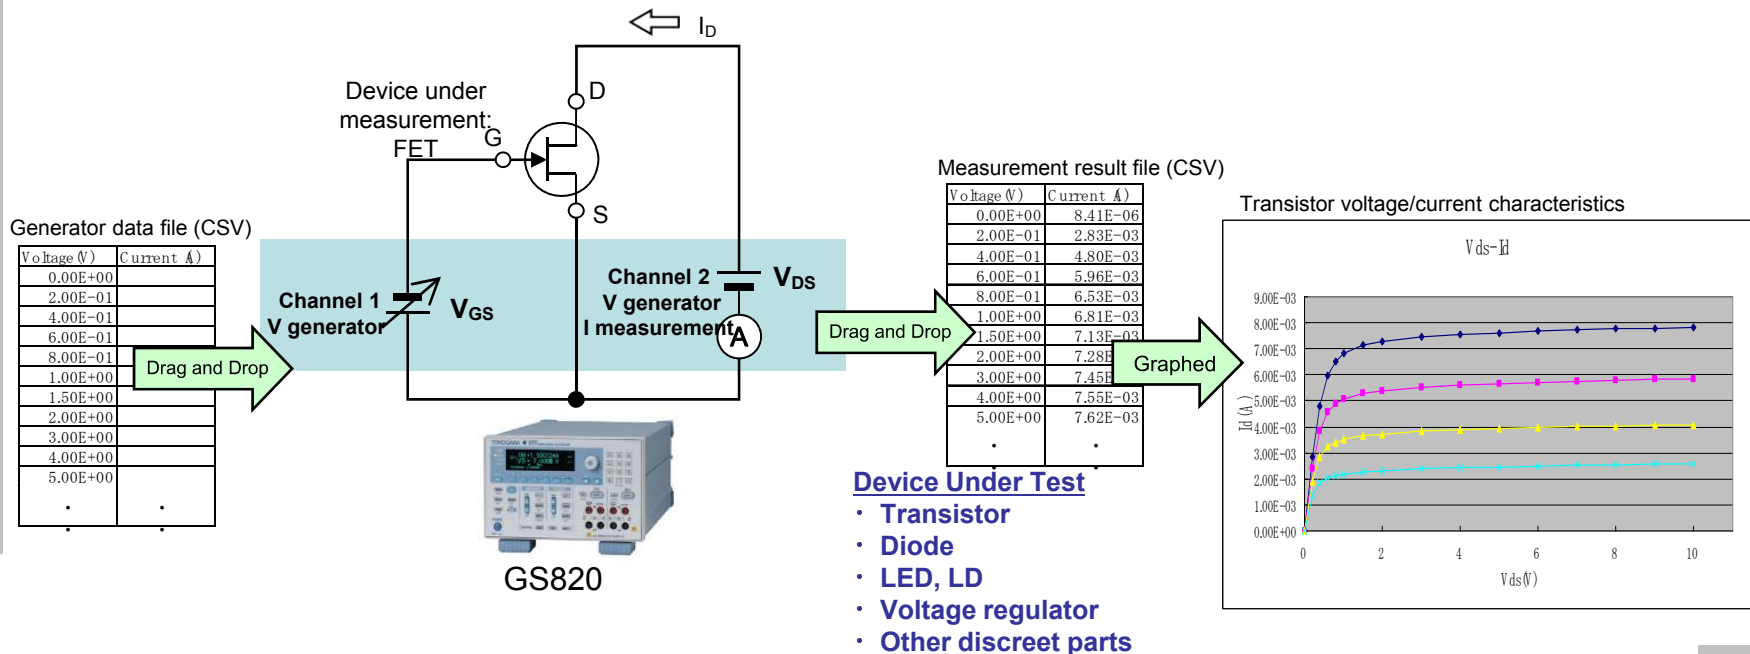 I_D
Device under
measurement:
FET
G
D
S
Generator data file (CSV)
Voltage (V) Current (A)
0.00E+00
2.00E-01
4.00E-01
6.00E-01
8.00E-01
1.00E+00
1.50E+00
2.00E+00
3.00E+00
4.00E+00
5.00E+00
Drag and Drop
Channel 1
V generator
V_GS
Channel 2
V generator
I measurement
V_DS
A
YOKOGAWA
GS820
Drag and Drop
Measurement result file (CSV)
Voltage (V) Current (A)
0.00E+00 8.41E-06
2.00E-01 2.83E-03
4.00E-01 4.80E-03
6.00E-01 5.96E-03
8.00E-01 6.53E-03
1.00E+00 6.81E-03
1.50E+00 7.13E-03
2.00E+00 7.28E
3.00E+00 7.45E
4.00E+00 7.55E-03
5.00E+00 7.62E-03
Graphed
Device Under Test
・ Transistor
・ Diode
・ LED, LD
・ Voltage regulator
・ Other discreet parts
Transistor voltage/current characteristics
Vds-Id
9.00E-03
8.00E-03
7.00E-03
6.00E-03
5.00E-03
4.00E-03
3.00E-03
2.00E-03
1.00E-03
0.00E+00
Id (A)
0 2 4 6 8 10
Vds(V)